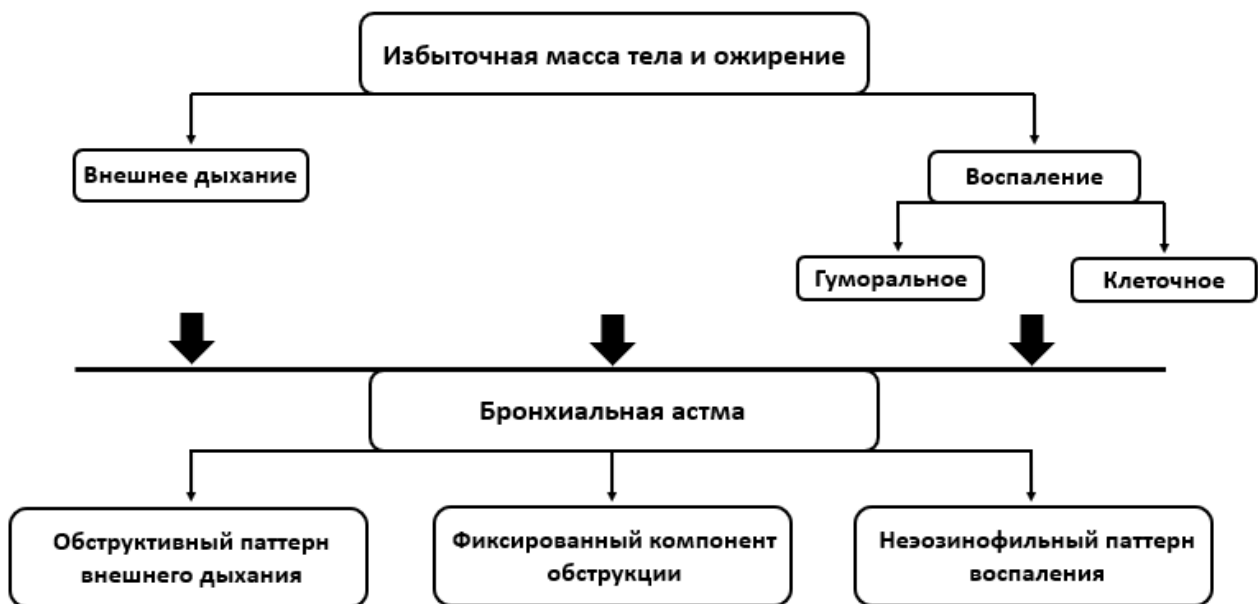 Избыточная масса тела и ожирение
Внешнее дыхание
Воспаление
Гуморальное
Клеточное
Бронхиальная астма
Обструктивный паттерн
внешнего дыхания
Фиксированный компонент
обструкции
Неэозинофильный паттерн
воспаления